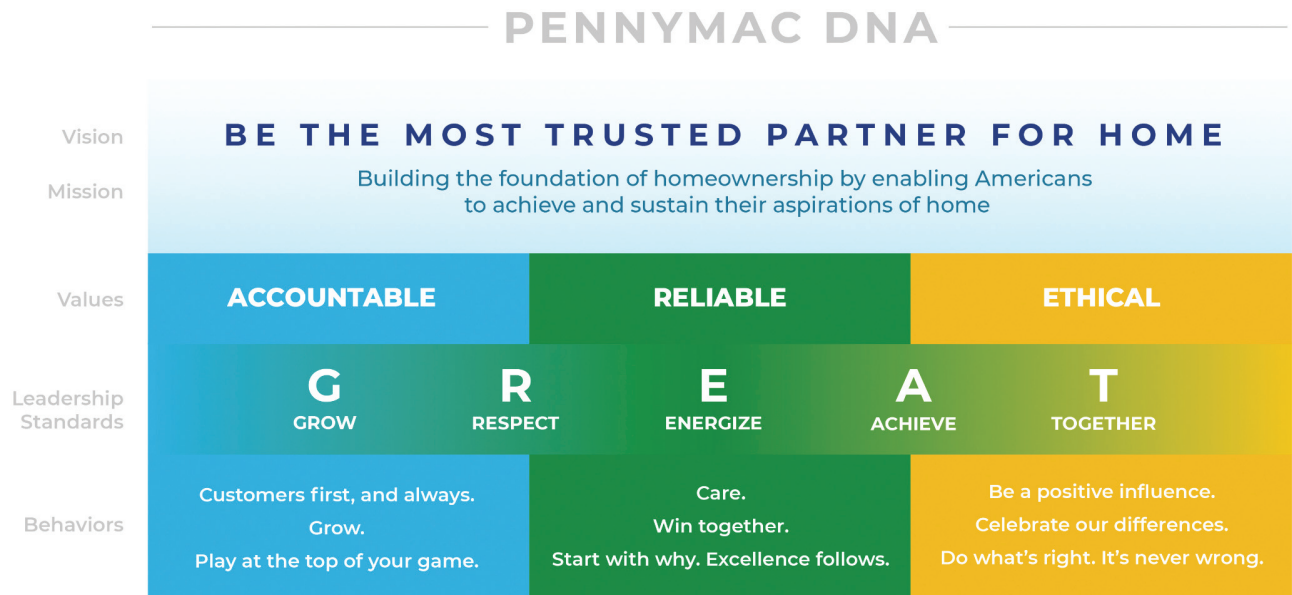 PENNYMAC DNA
Vision
BE THE MOST TRUSTED PARTNER FOR HOME
Mission
Building the foundation of homeownership by enabling Americans
to achieve and sustain their aspirations of home
Values
ACCOUNTABLE
RELIABLE
ETHICAL
Leadership
Standards
G
R
E
A
T
GROW
RESPECT
ENERGIZE
ACHIEVE
TOGETHER
Behaviors
Customers first, and always.
Grow.
Play at the top of your game.
Care.
Win together.
Start with why. Excellence follows.
Be a positive influence.
Celebrate our differences.
Do what's right. It's never wrong.